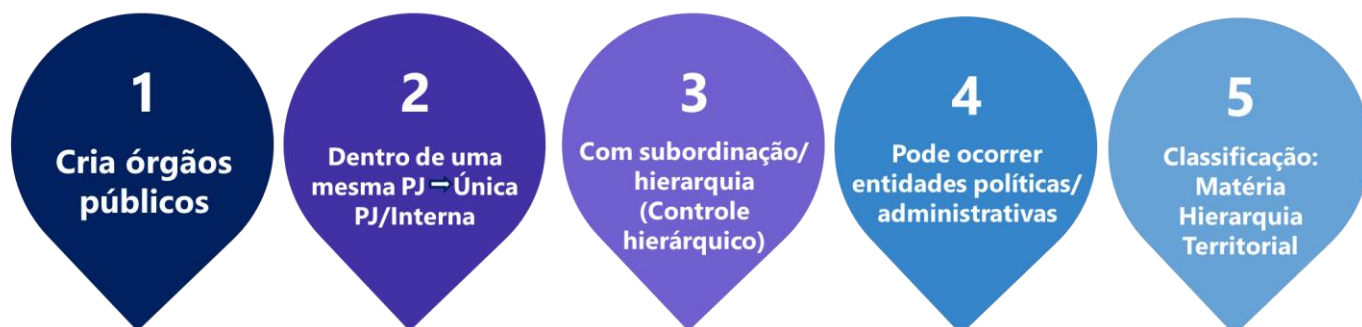 1
Cria órgãos
públicos
2
Dentro de uma
mesma PJ ➡ Única
PJ/Interna
3
Com subordinação/
hierarquia
(Controle
hierárquico)
4
Pode ocorrer
entidades políticas/
administrativas
5
Classificação:
Matéria
Hierarquia
Territorial